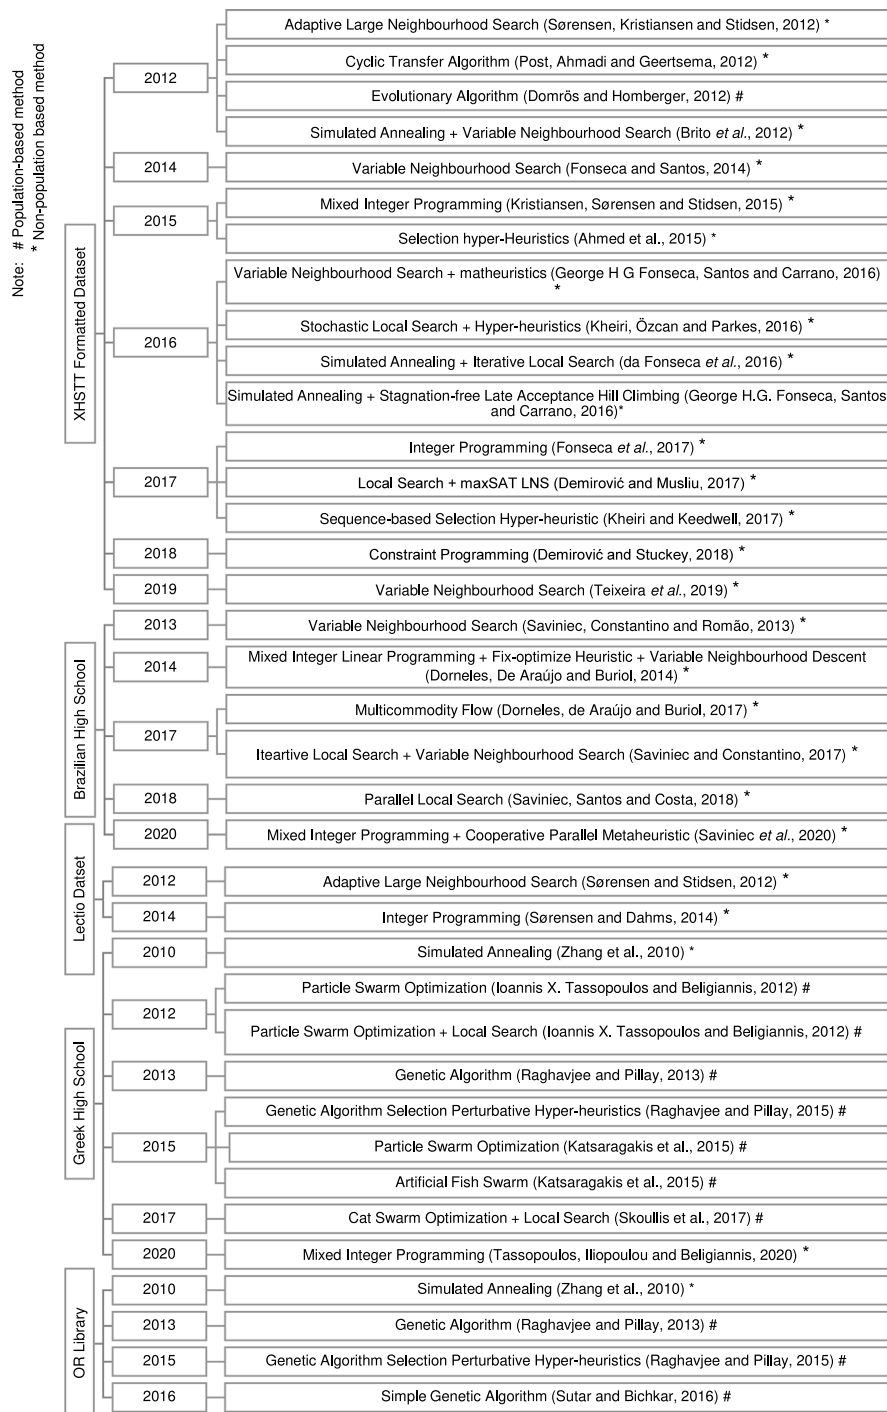 Note: # Population-based method
* Non-population based method
XHSTT Formatted Dataset
2012
Adaptive Large Neighbourhood Search (Sørensen, Kristiansen and Stidsen, 2012) *
Cyclic Transfer Algorithm (Post, Ahmadi and Geertsema, 2012) *
Evolutionary Algorithm (Domrös and Homberger, 2012) #
Simulated Annealing + Variable Neighbourhood Search (Brito et al., 2012) *
2014
Variable Neighbourhood Search (Fonseca and Santos, 2014) *
2015
Mixed Integer Programming (Kristiansen, Sørensen and Stidsen, 2015) *
Selection hyper-Heuristics (Ahmed et al., 2015) *
2016
Variable Neighbourhood Search + matheuristics (George H G Fonseca, Santos and Carrano, 2016)
*
Stochastic Local Search + Hyper-heuristics (Kheiri, Özcan and Parkes, 2016) *
Simulated Annealing + Iterative Local Search (da Fonseca et al., 2016) *
Simulated Annealing + Stagnation-free Late Acceptance Hill Climbing (George H.G. Fonseca, Santos
and Carrano, 2016)*
2017
Integer Programming (Fonseca et al., 2017) *
Local Search + maxSAT LNS (Demirović and Musliu, 2017) *
Sequence-based Selection Hyper-heuristic (Kheiri and Keedwell, 2017) *
2018
Constraint Programming (Demirović and Stuckey, 2018) *
2019
Variable Neighbourhood Search (Teixeira et al., 2019) *
Brazilian High School
2013
Variable Neighbourhood Search (Saviniec, Constantino and Romão, 2013) *
2014
Mixed Integer Linear Programming + Fix-optimize Heuristic + Variable Neighbourhood Descent
(Dorneles, De Araújo and Buriol, 2014) *
2017
Multicommodity Flow (Dorneles, de Araújo and Buriol, 2017) *
Iteartive Local Search + Variable Neighbourhood Search (Saviniec and Constantino, 2017) *
2018
Parallel Local Search (Saviniec, Santos and Costa, 2018) *
2020
Mixed Integer Programming + Cooperative Parallel Metaheuristic (Saviniec et al., 2020) *
Lectio Datset
2012
Adaptive Large Neighbourhood Search (Sørensen and Stidsen, 2012) *
2014
Integer Programming (Sørensen and Dahms, 2014) *
Greek High School
2010
Simulated Annealing (Zhang et al., 2010) *
2012
Particle Swarm Optimization (Ioannis X. Tassopoulos and Beligiannis, 2012) #
Particle Swarm Optimization + Local Search (Ioannis X. Tassopoulos and Beligiannis, 2012) #
2013
Genetic Algorithm (Raghavjee and Pillay, 2013) #
2015
Genetic Algorithm Selection Perturbative Hyper-heuristics (Raghavjee and Pillay, 2015) #
Particle Swarm Optimization (Katsaragakis et al., 2015) #
Artificial Fish Swarm (Katsaragakis et al., 2015) #
2017
Cat Swarm Optimization + Local Search (Skoullis et al., 2017) #
2020
Mixed Integer Programming (Tassopoulos, Iliopoulou and Beligiannis, 2020) *
OR Library
2010
Simulated Annealing (Zhang et al., 2010) *
2013
Genetic Algorithm (Raghavjee and Pillay, 2013) #
2015
Genetic Algorithm Selection Perturbative Hyper-heuristics (Raghavjee and Pillay, 2015) #
2016
Simple Genetic Algorithm (Sutar and Bichkar, 2016) #